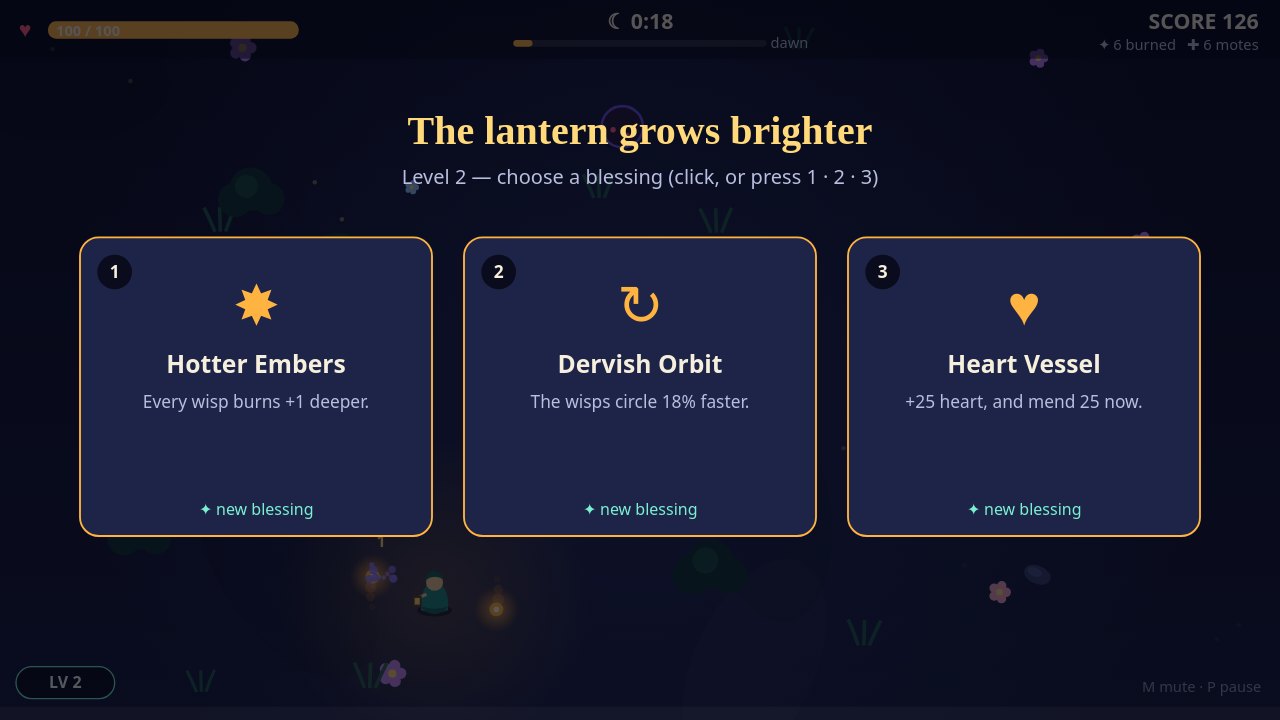 ♥ 100 / 100
☾ 0:18
dawn
SCORE 126
✦ 6 burned ✚ 6 motes
The lantern grows brighter
Level 2 — choose a blessing (click, or press 1 · 2 · 3)
1
Hotter Embers
Every wisp burns +1 deeper.
✦ new blessing
2
Dervish Orbit
The wisps circle 18% faster.
✦ new blessing
3
Heart Vessel
+25 heart, and mend 25 now.
✦ new blessing
1
LV 2
M mute · P pause